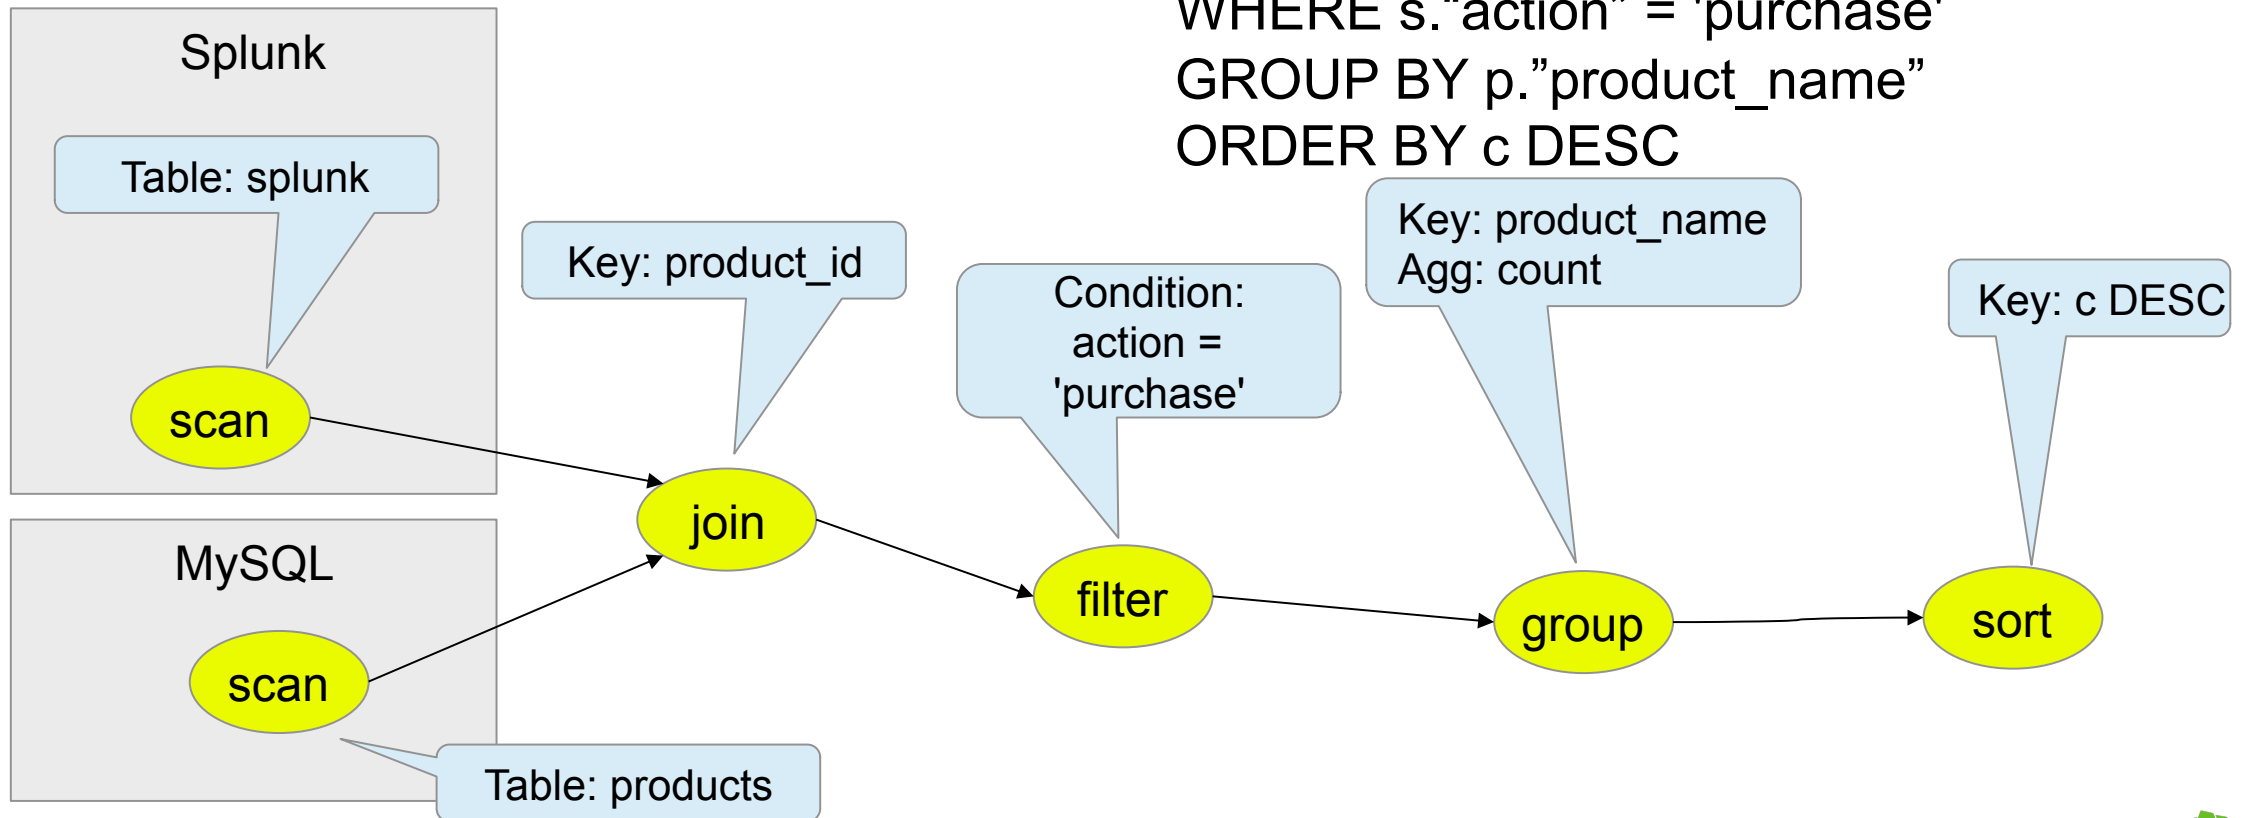 WHERE s.“action” = 'purchase'
GROUP BY p.”product_name”
ORDER BY c DESC
Splunk
Table: splunk
scan
MySQL
scan
Table: products
Key: product_id
join
Condition:
action =
'purchase'
filter
Key: product_name
Agg: count
group
Key: c DESC
sort